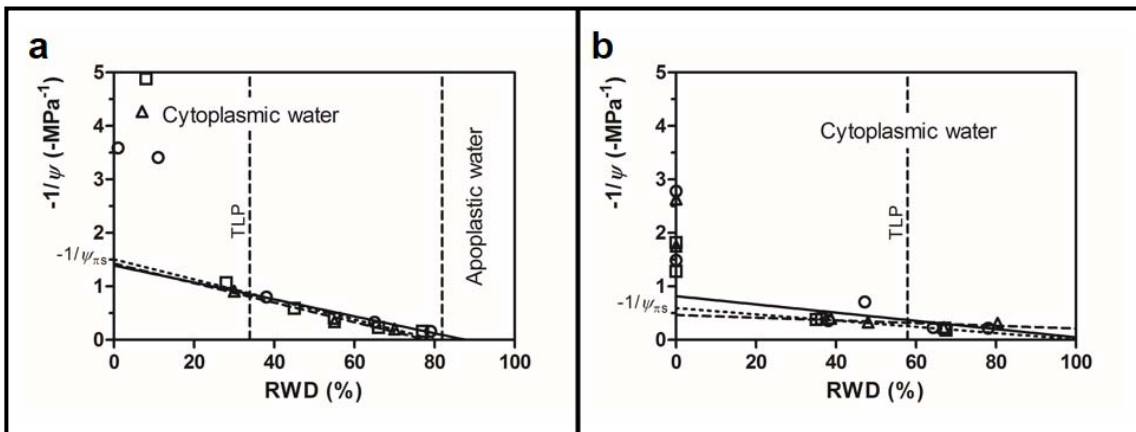 a
-1/ψ (-MPa⁻¹)
5
4
3
2
1
0
-1/ψπs
Cytoplasmic water
TLP
Apoplastic water
0 20 40 60 80 100
RWD (%)
b
-1/ψ (-MPa⁻¹)
5
4
3
2
1
0
-1/ψπs
Cytoplasmic water
TLP
0 20 40 60 80 100
RWD (%)